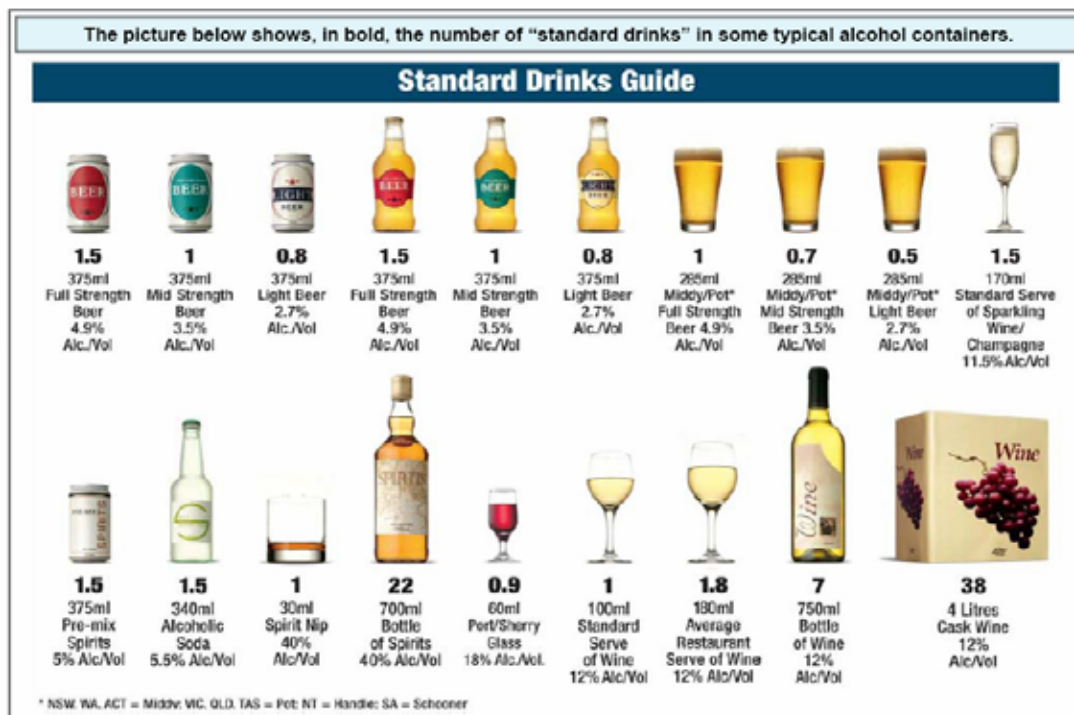 The picture below shows, in bold, the number of “standard drinks” in some typical alcohol containers.
Standard Drinks Guide
BEER
BEER
LIGHT
BEER
BEER
BEER
LIGHT
BEER
1.5
375ml
Full Strength
Beer
4.9%
Alc./Vol
1
375ml
Mid Strength
Beer
3.5%
Alc./Vol
0.8
375ml
Light Beer
2.7%
Alc./Vol
1.5
375ml
Full Strength
Beer
4.9%
Alc./Vol
1
375ml
Mid Strength
Beer
3.5%
Alc./Vol
0.8
375ml
Light Beer
2.7%
Alc./Vol
1
285ml
Middy/Pot*
Full Strength
Beer 4.9%
Alc./Vol
0.7
285ml
Middy/Pot*
Mid Strength
Beer 3.5%
Alc./Vol
0.5
285ml
Middy/Pot*
Light Beer
2.7%
Alc./Vol
1.5
170ml
Standard Serve
of Sparkling
Wine/
Champagne
11.5% Alc/Vol
SPIRITS
S
SPIRITS
Wine
Wine
Wine
1.5
375ml
Pre-mix
Spirits
5% Alc/Vol
1.5
340ml
Alcoholic
Soda
5.5% Alc/Vol
1
30ml
Spirit Nip
40%
Alc/Vol
22
700ml
Bottle
of Spirits
40% Alc/Vol
0.9
60ml
Port/Sherry
Glass
18% Alc./Vol.
1
100ml
Standard
Serve
of Wine
12% Alc/Vol
1.8
180ml
Average
Restaurant
Serve of Wine
12% Alc/Vol
7
750ml
Bottle
of Wine
12%
Alc/Vol
38
4 Litres
Cask Wine
12%
Alc/Vol
* NSW, WA, ACT = Middy; VIC, QLD, TAS = Pot; NT = Handle; SA = Schooner